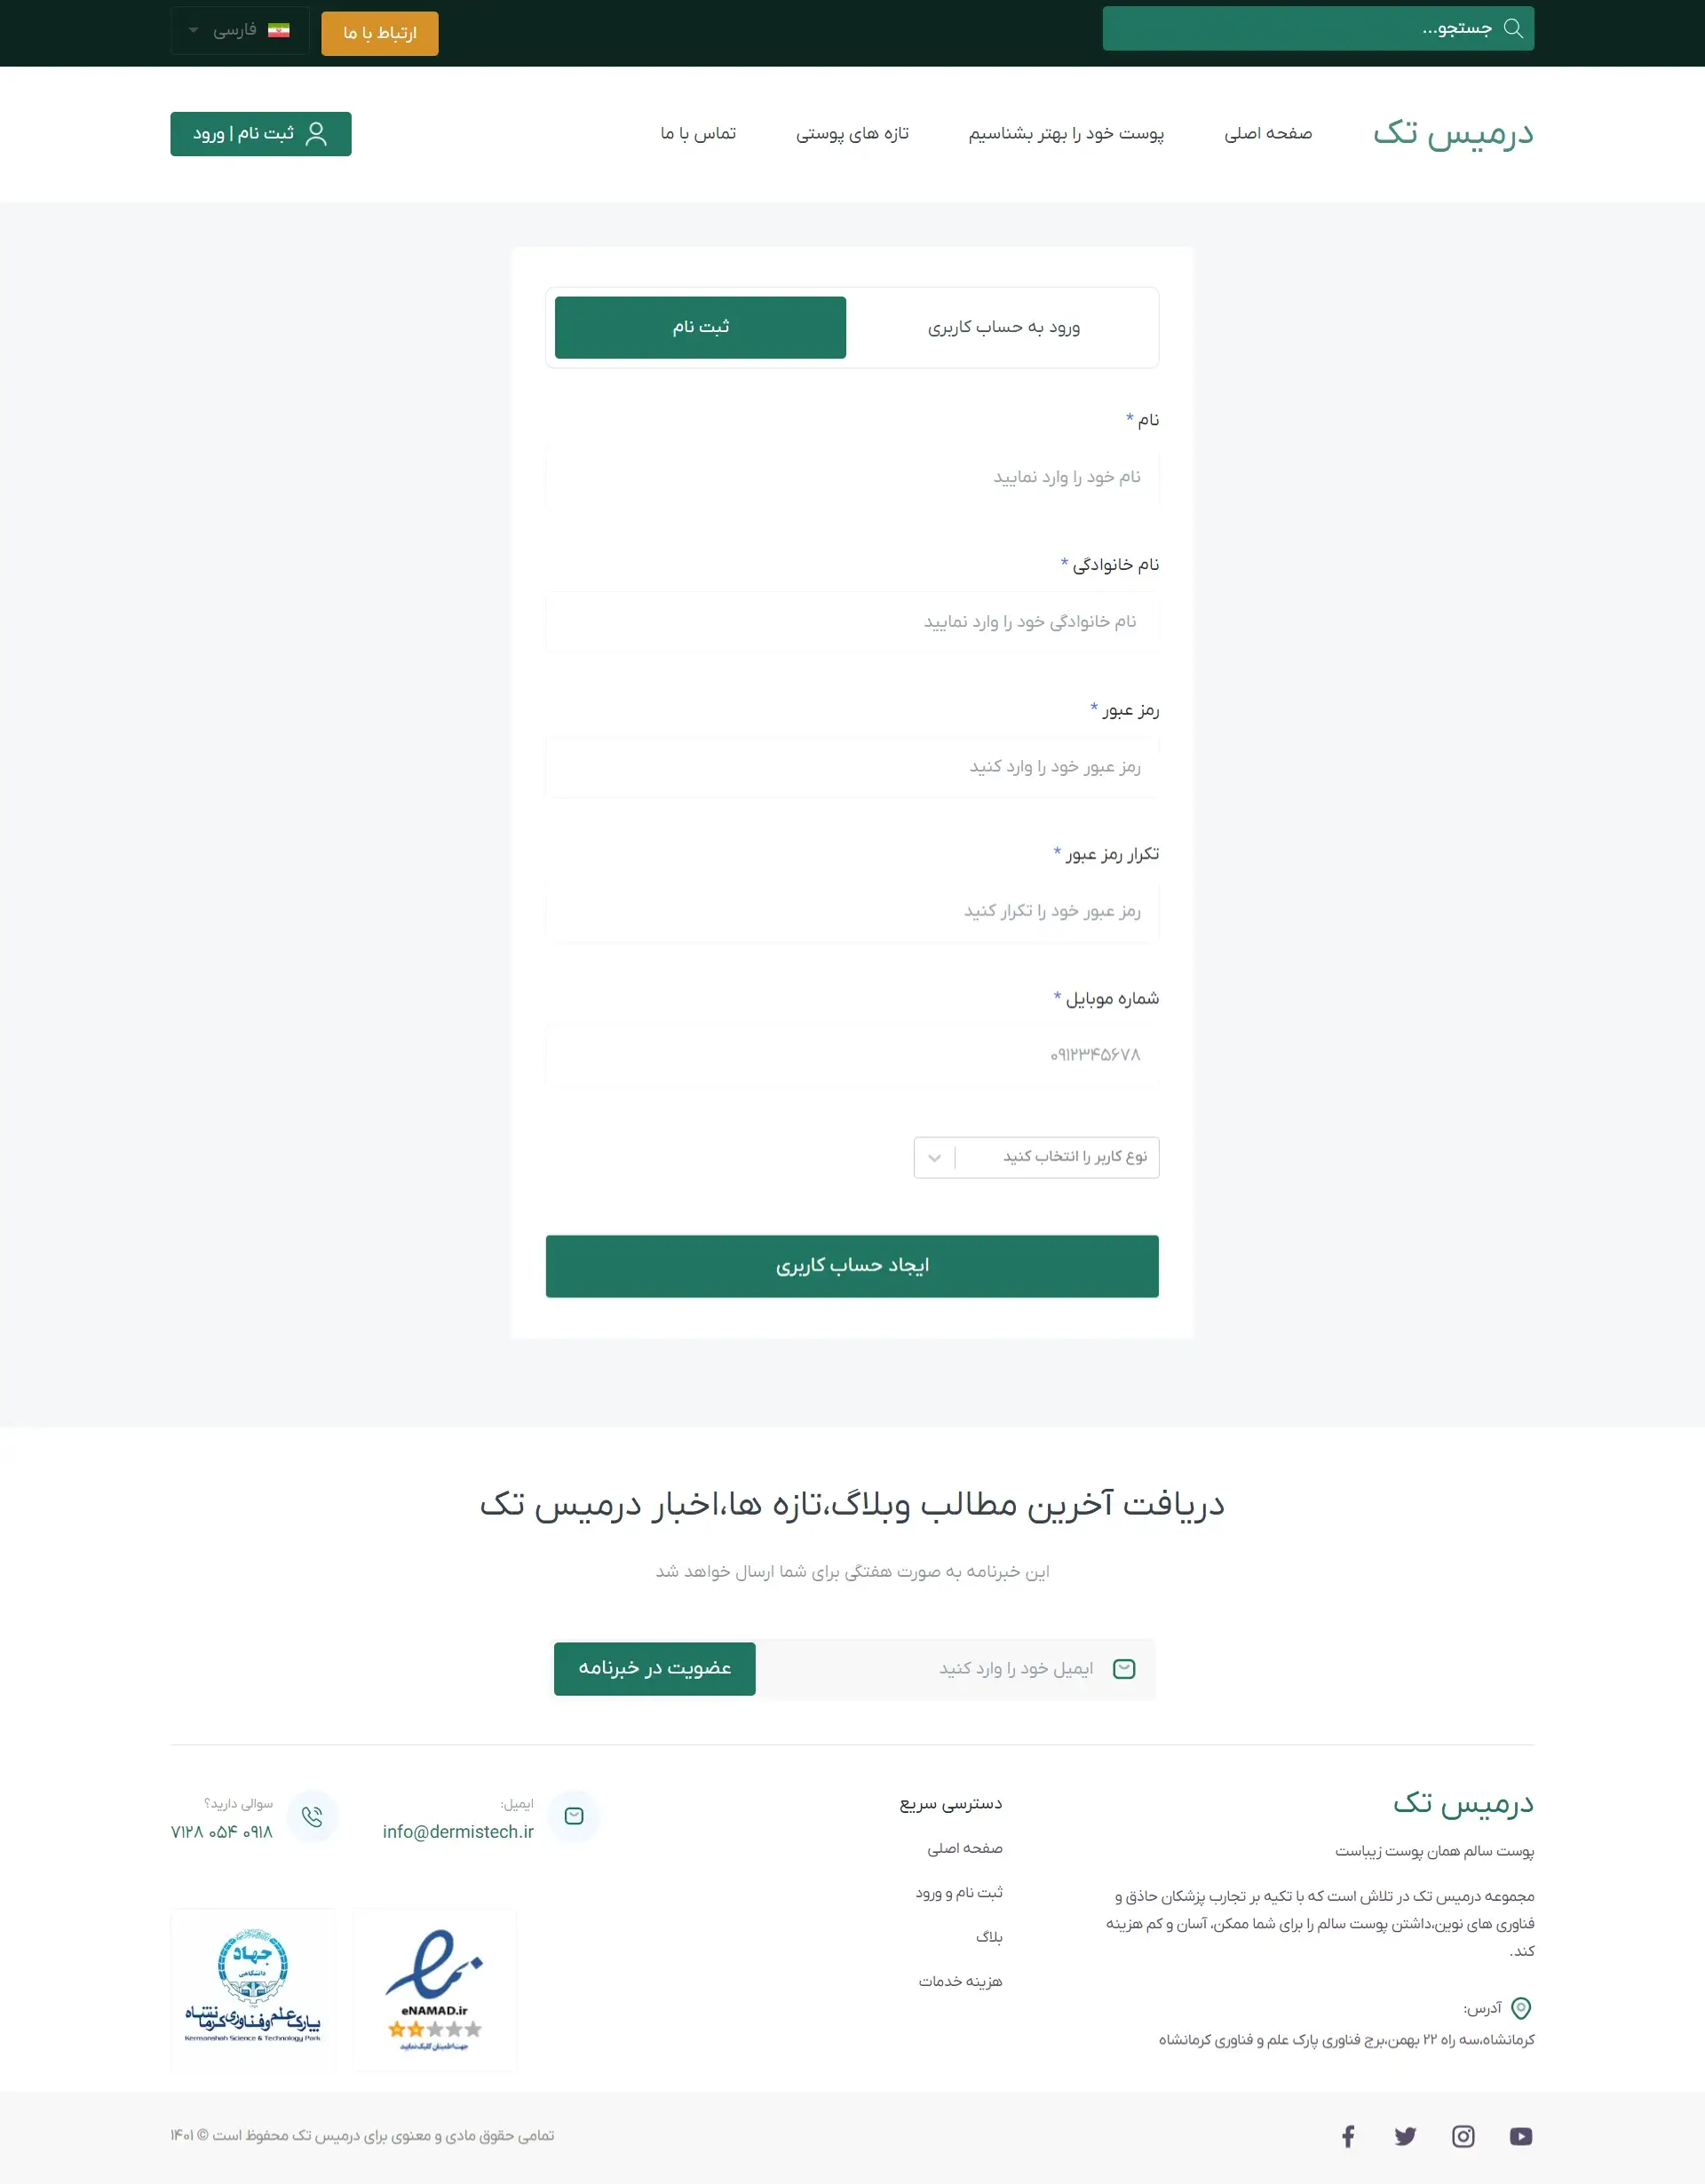 جستجو...
ارتباط با ما
فارسی
درمیس تک
صفحه اصلی
پوست خود را بهتر بشناسیم
تازه های پوستی
تماس با ما
ثبت نام | ورود
ورود به حساب کاربری
ثبت نام
نام *
نام خود را وارد نمایید
نام خانوادگی *
نام خانوادگی خود را وارد نمایید
رمز عبور *
رمز عبور خود را وارد کنید
تکرار رمز عبور *
رمز عبور خود را تکرار کنید
شماره موبایل *
۰۹۱۲۳۴۵۶۷۸
نوع کاربر را انتخاب کنید
ایجاد حساب کاربری
دریافت آخرین مطالب وبلاگ،تازه ها،اخبار درمیس تک
این خبرنامه به صورت هفتگی برای شما ارسال خواهد شد
ایمیل خود را وارد کنید
عضویت در خبرنامه
درمیس تک
پوست سالم همان پوست زیباست
مجموعه درمیس تک در تلاش است که با تکیه بر تجارب پزشکان حاذق و
فناوری های نوین،داشتن پوست سالم را برای شما ممکن، آسان و کم هزینه
کند.
آدرس:
کرمانشاه،سه راه ۲۲ بهمن،برج فناوری پارک علم و فناوری کرمانشاه
دسترسی سریع
صفحه اصلی
ثبت نام و ورود
بلاگ
هزینه خدمات
ایمیل:
info@dermistech.ir
سوالی دارید؟
۰۹۱۸ ۰۵۴ ۷۱۲۸
eNAMAD.ir
جهت اطمینان کلیک نمایید
جهاد
دانشگاهی
پارک علم و فناوری کرمانشاه
Kermanshah Science & Technology Park
تمامی حقوق مادی و معنوی برای درمیس تک محفوظ است © ۱۴۰۱